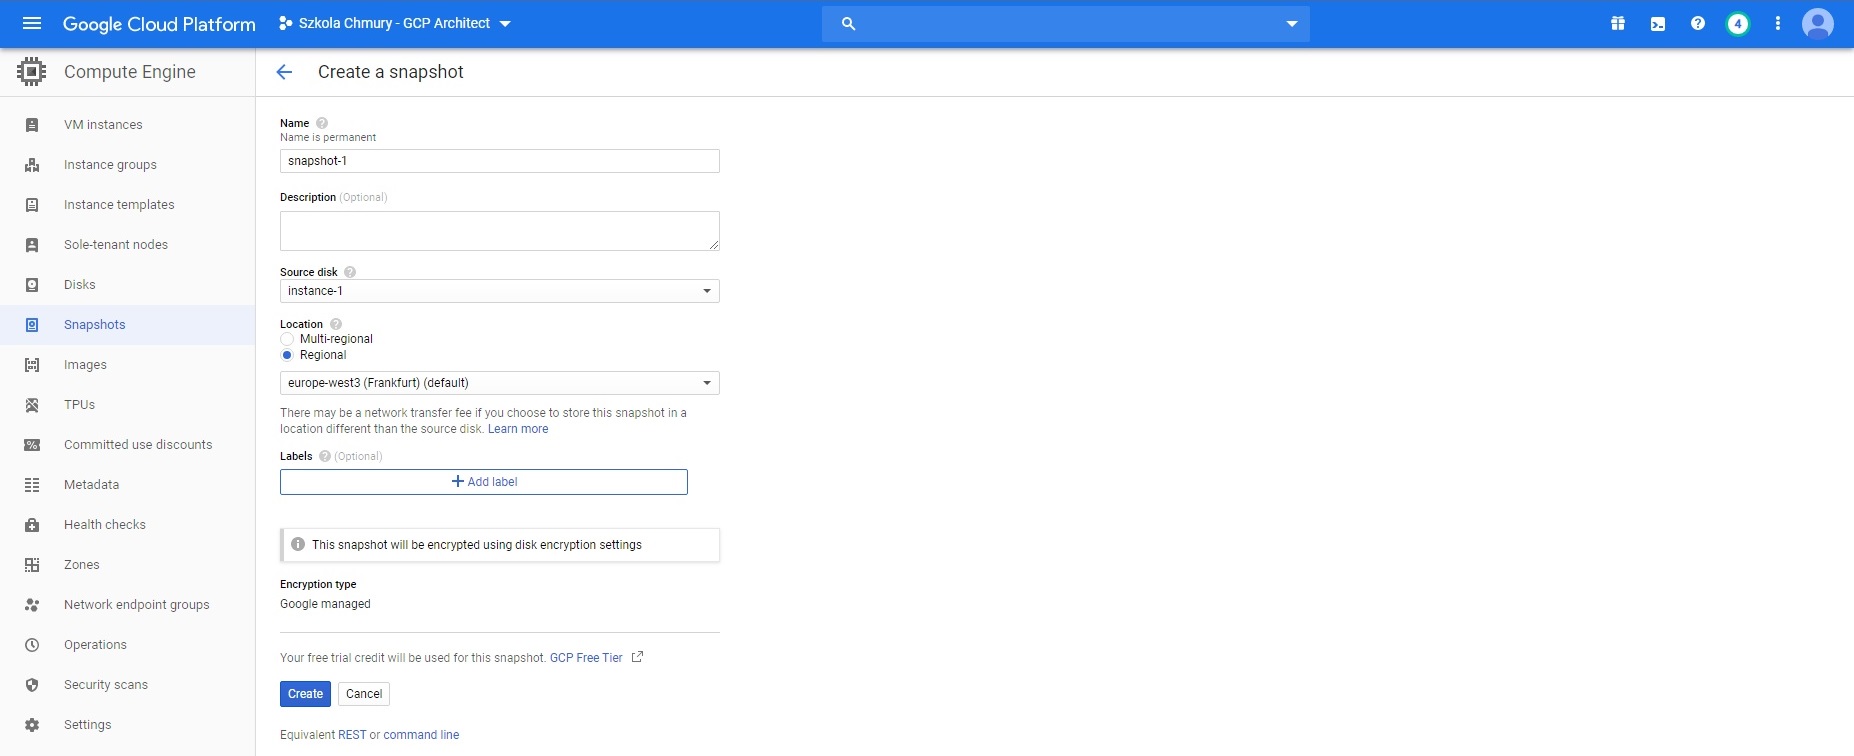 Google Cloud Platform
Szkola Chmury - GCP Architect
4
Compute Engine
VM instances
Instance groups
Instance templates
Sole-tenant nodes
Disks
Snapshots
Images
TPUs
Committed use discounts
Metadata
Health checks
Zones
Network endpoint groups
Operations
Security scans
Settings
Create a snapshot
Name ?
Name is permanent
snapshot-1
Description (Optional)
Source disk ?
instance-1
Location ?
Multi-regional
Regional
europe-west3 (Frankfurt) (default)
There may be a network transfer fee if you choose to store this snapshot in a
location different than the source disk. Learn more
Labels ? (Optional)
+ Add label
This snapshot will be encrypted using disk encryption settings
Encryption type
Google managed
Your free trial credit will be used for this snapshot. GCP Free Tier
Create Cancel
Equivalent REST or command line